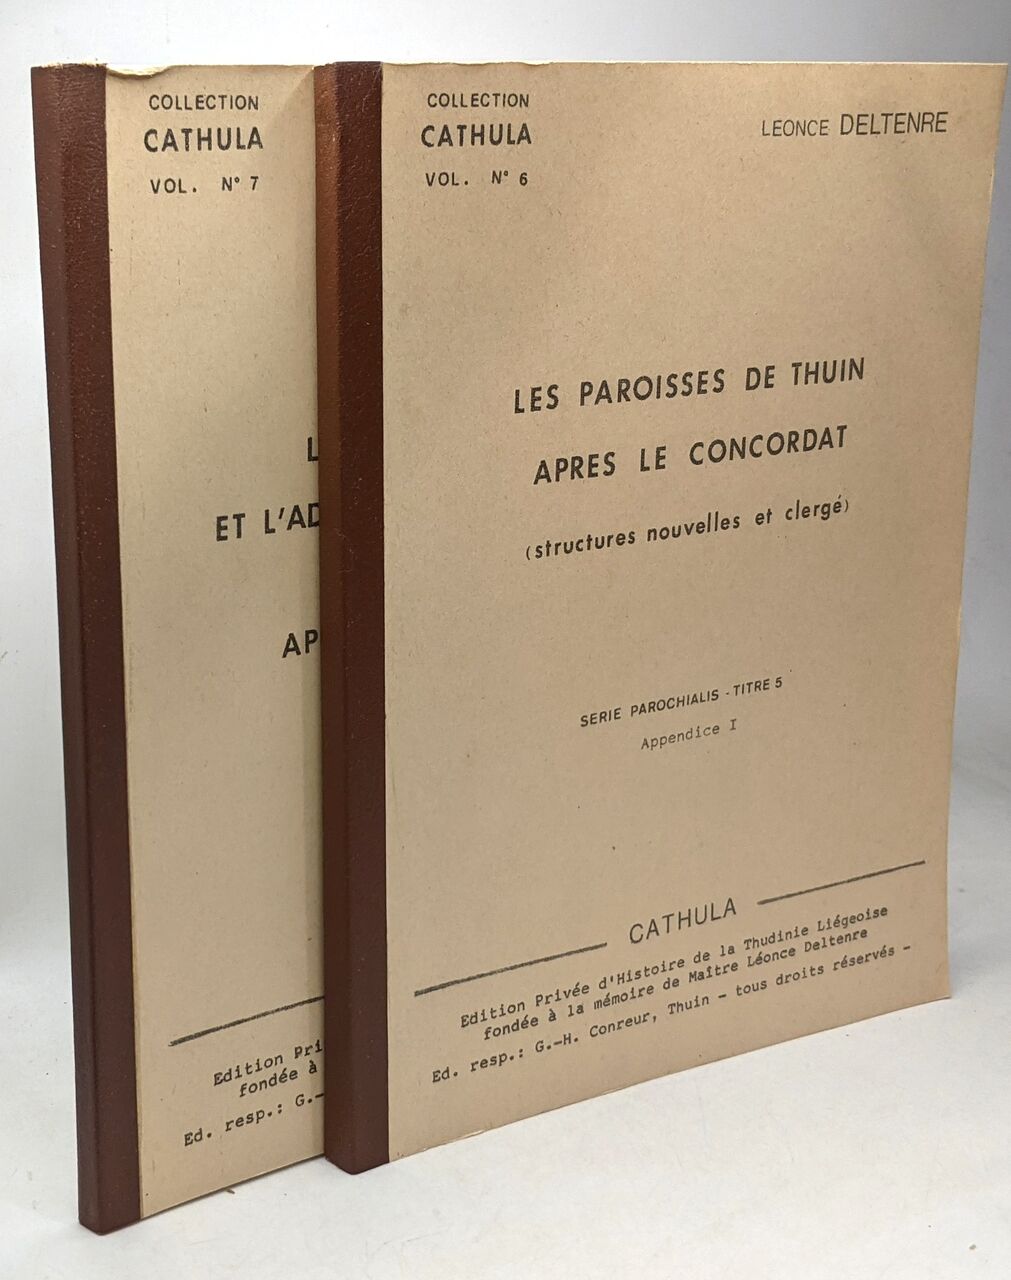 COLLECTION
CATHULA
VOL. N° 7
ET L'AD
AP
Edition Pri
fondée à
Ed. resp.: G.-
COLLECTION
CATHULA
VOL. N° 6
LEONCE DELTENRE
LES PAROISSES DE THUIN
APRES LE CONCORDAT
(structures nouvelles et clergé)
SERIE PAROCHIALIS - TITRE 5
Appendice I
CATHULA
Edition Privée d'Histoire de la Thudinie Liégeoise
fondée à la mémoire de Maître Léonce Deltenre
Ed. resp.: G.-H. Conreur, Thuin - tous droits réservés -